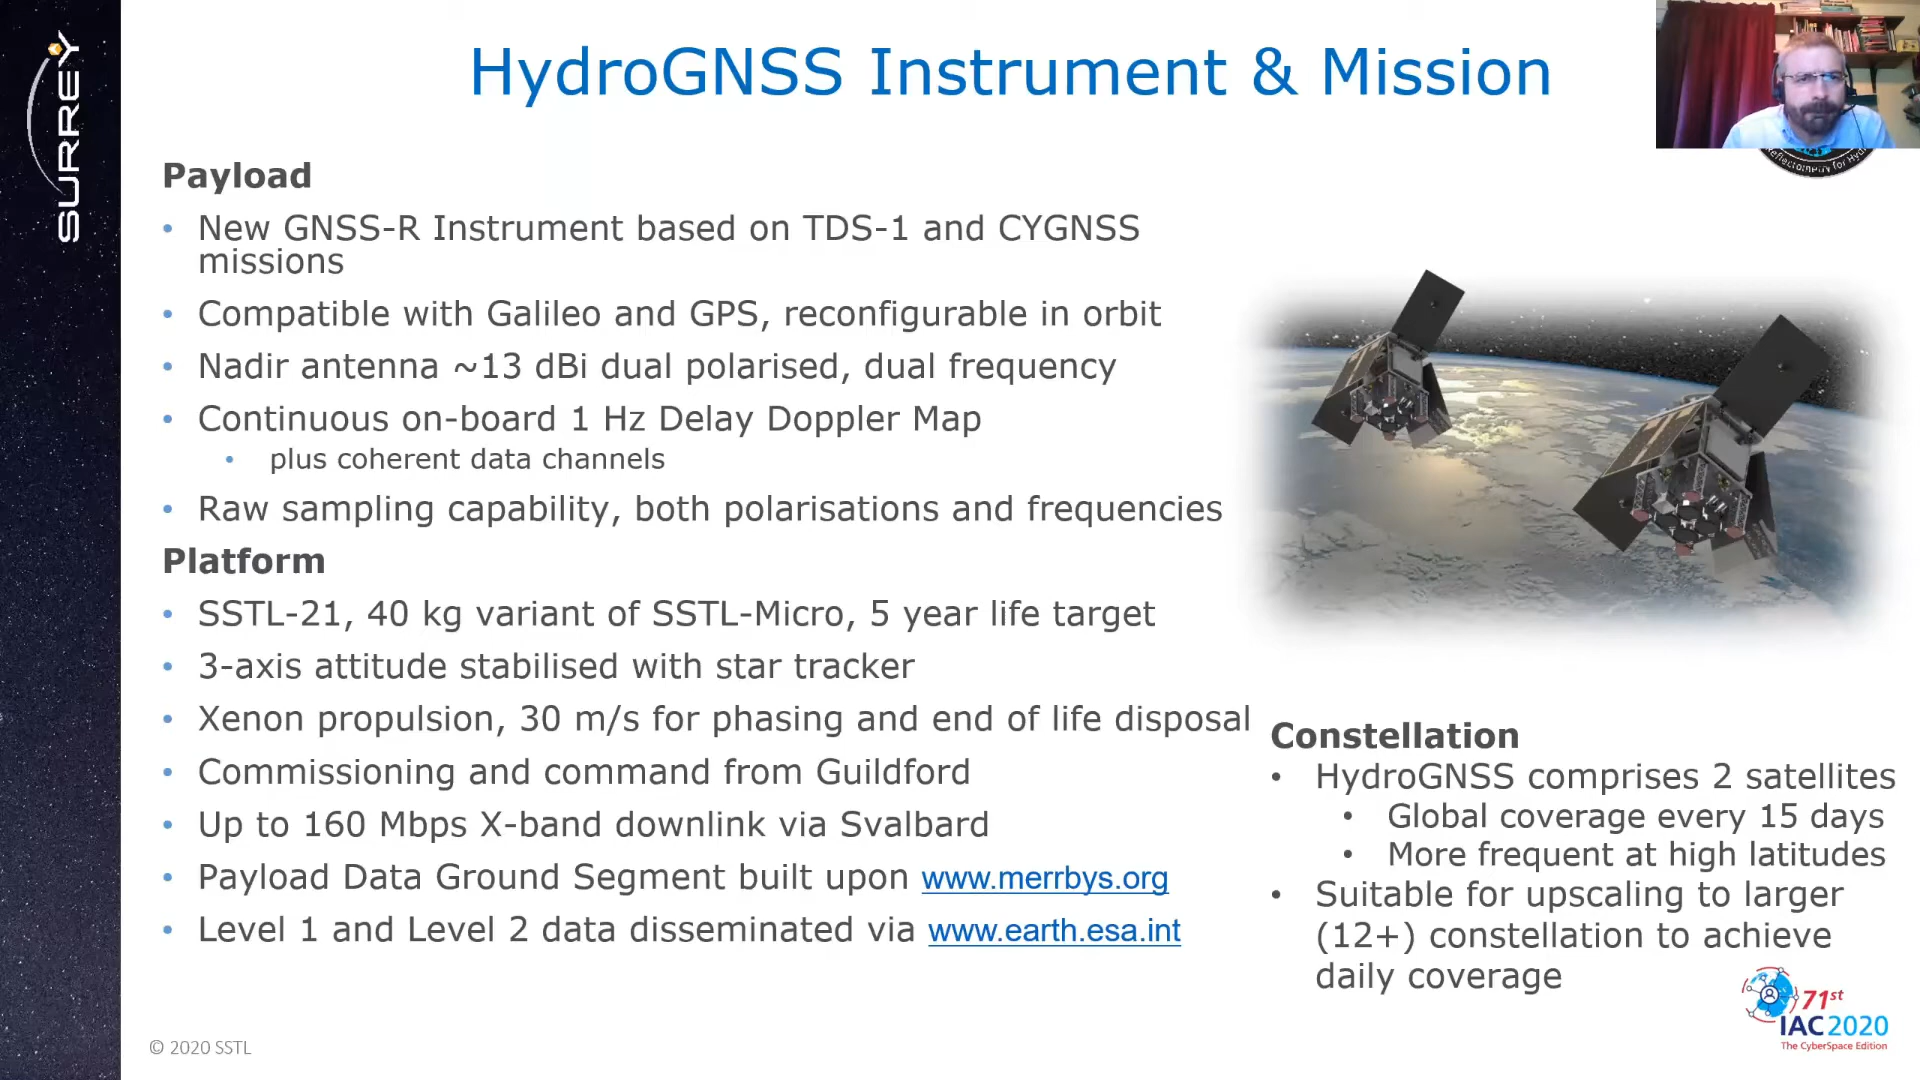 SURREY
HydroGNSS Instrument & Mission
Reflectometry for Hy
Payload
• New GNSS-R Instrument based on TDS-1 and CYGNSS
missions
• Compatible with Galileo and GPS, reconfigurable in orbit
• Nadir antenna ~13 dBi dual polarised, dual frequency
• Continuous on-board 1 Hz Delay Doppler Map
• plus coherent data channels
• Raw sampling capability, both polarisations and frequencies
Platform
• SSTL-21, 40 kg variant of SSTL-Micro, 5 year life target
• 3-axis attitude stabilised with star tracker
• Xenon propulsion, 30 m/s for phasing and end of life disposal
• Commissioning and command from Guildford
• Up to 160 Mbps X-band downlink via Svalbard
• Payload Data Ground Segment built upon www.merrbys.org
• Level 1 and Level 2 data disseminated via www.earth.esa.int
Constellation
• HydroGNSS comprises 2 satellites
• Global coverage every 15 days
• More frequent at high latitudes
• Suitable for upscaling to larger
(12+) constellation to achieve
daily coverage
71st
IAC2020
The CyberSpace Edition
© 2020 SSTL